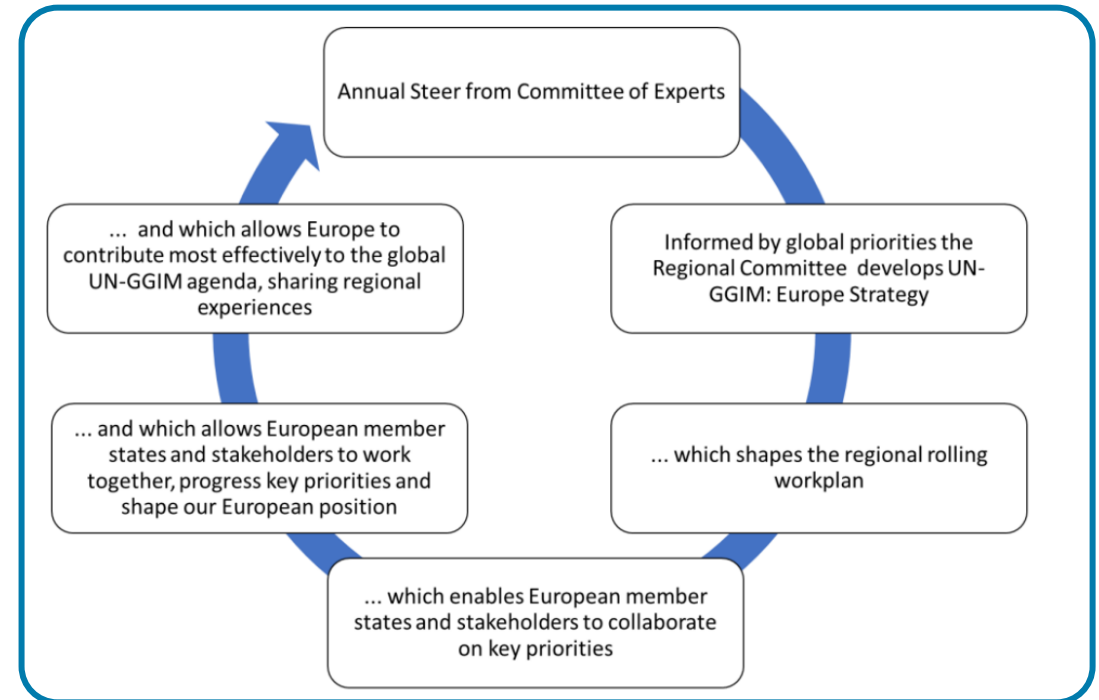 Annual Steer from Committee of Experts
Informed by global priorities the
Regional Committee develops UN-
GGIM: Europe Strategy
... which shapes the regional rolling
workplan
... which enables European member
states and stakeholders to collaborate
on key priorities
... and which allows European member
states and stakeholders to work
together, progress key priorities and
shape our European position
... and which allows Europe to
contribute most effectively to the global
UN-GGIM agenda, sharing regional
experiences